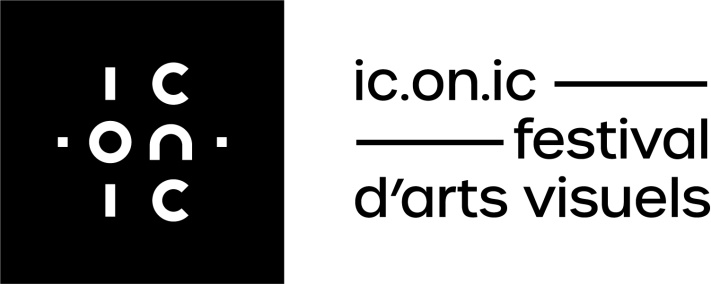 IC
·ON·
IC
ic.on.ic
festival
d'arts visuels